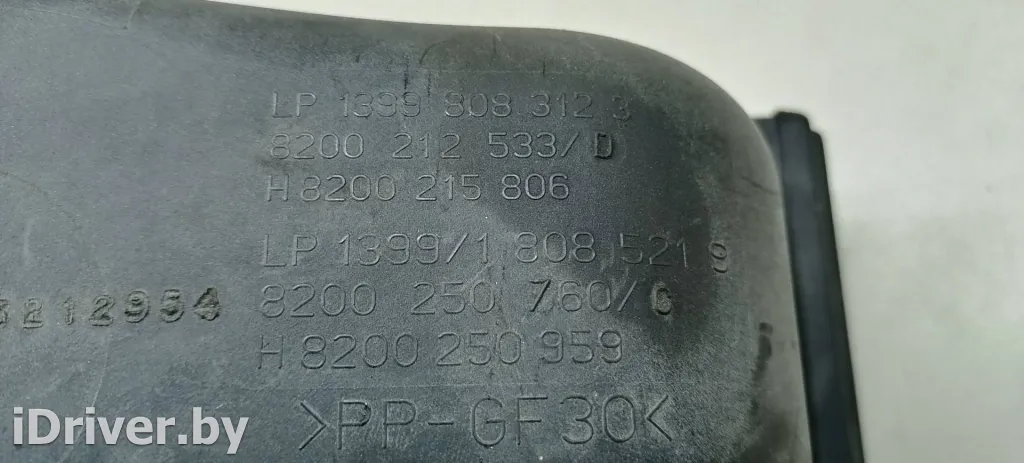 LP 1399 808 312 3
8200 212 533/D
H 8200 215 806
LP 1399/1 808 521 9
8200 250 760/C
5212954
H 8200 250 959
>PP-GF30<
iDriver.by